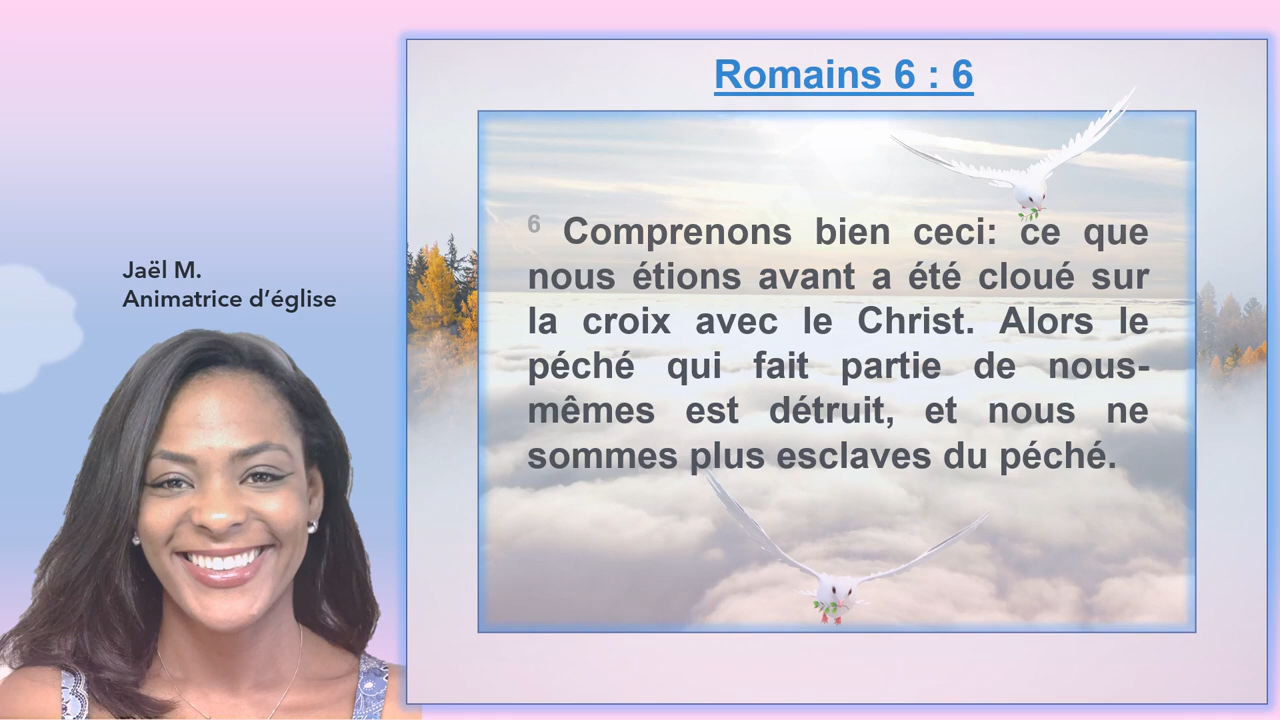 Romains 6 : 6
6 Comprenons bien ceci: ce que
nous étions avant a été cloué sur
la croix avec le Christ. Alors le
péché qui fait partie de nous-
mêmes est détruit, et nous ne
sommes plus esclaves du péché.
Jaël M.
Animatrice d’église